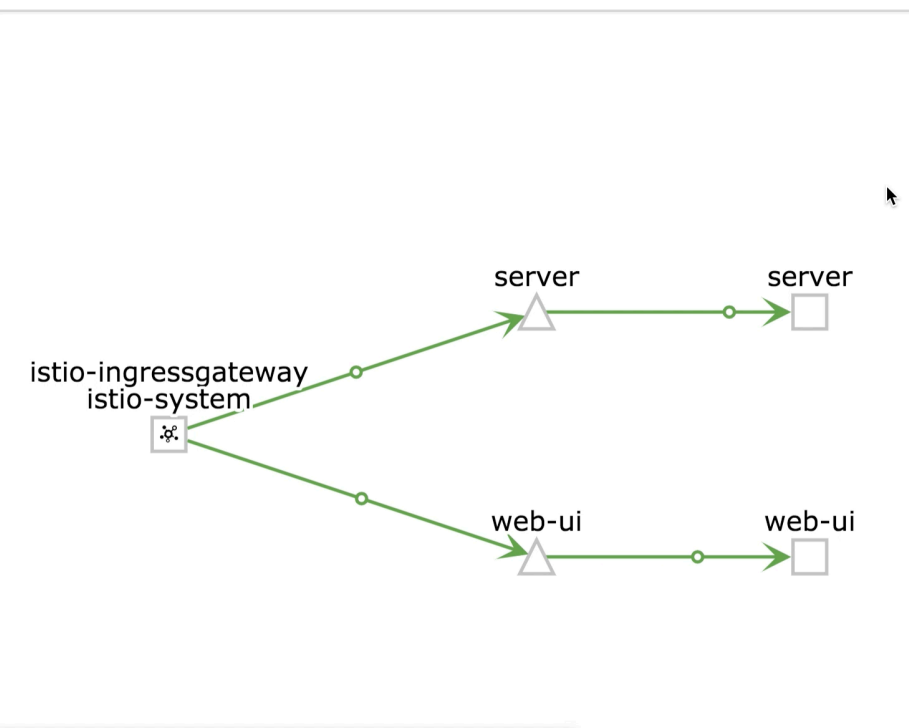 server
server
istio-ingressgateway
istio-system
web-ui
web-ui